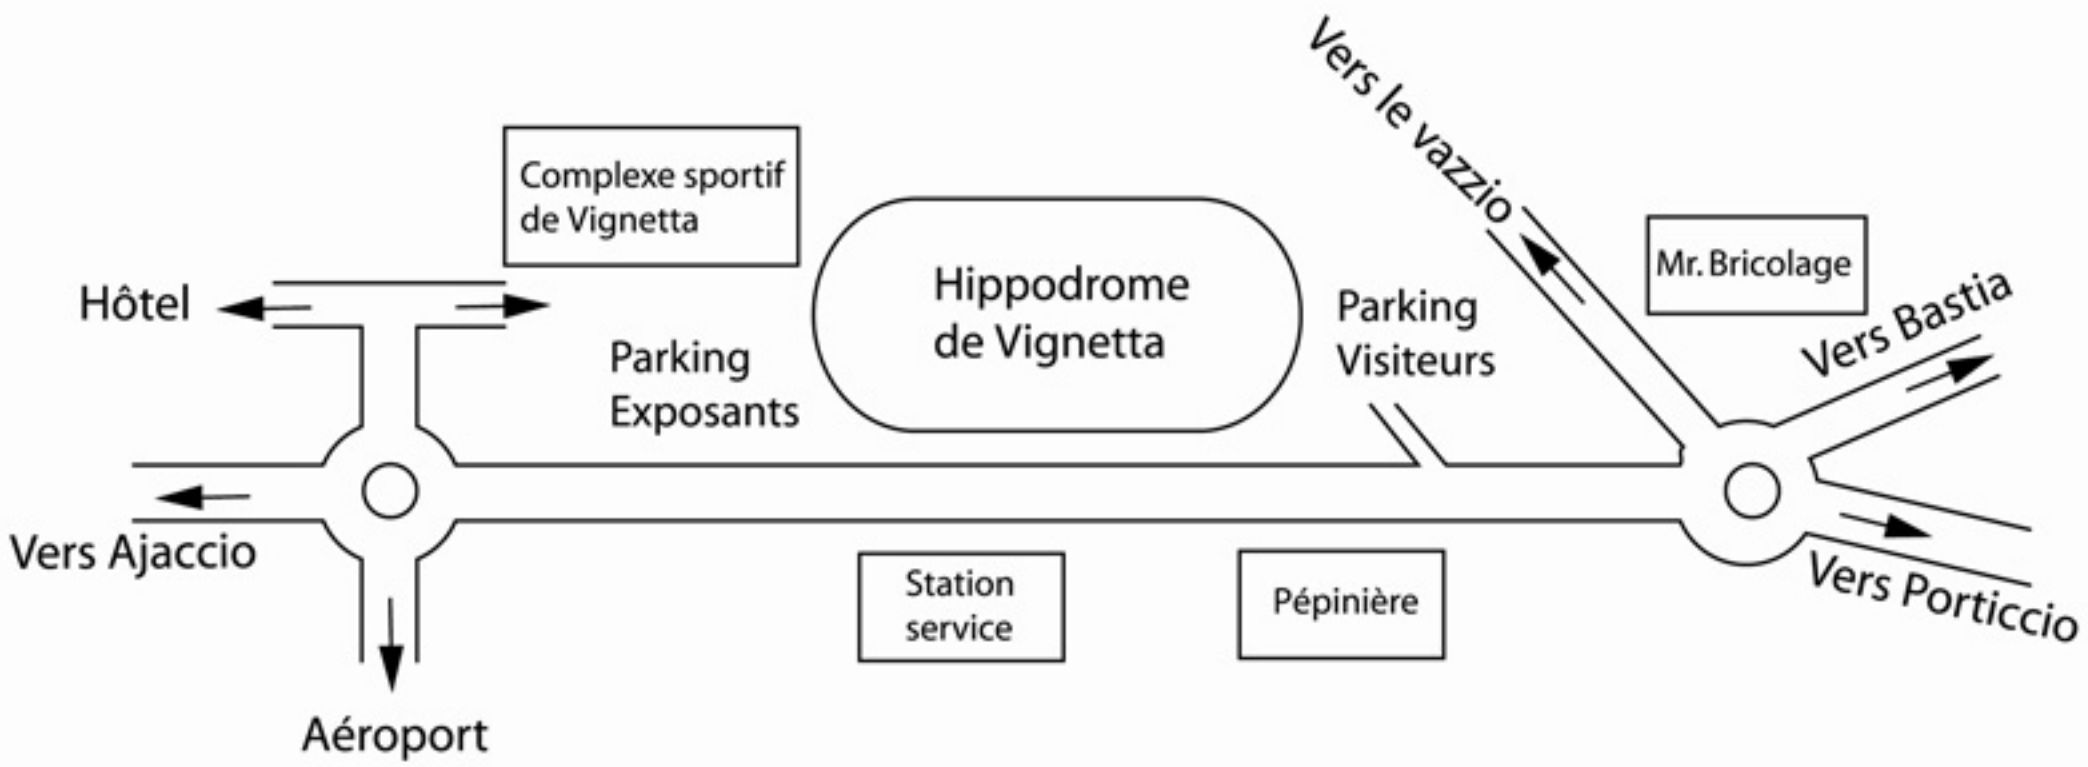 Vers le vazzio
Complexe sportif
de Vignetta
Mr. Bricolage
Hippodrome
de Vignetta
Hôtel
Parking
Visiteurs
Vers Bastia
Parking
Exposants
Vers Ajaccio
Station
service
Pépinière
Vers Porticcio
Aéroport